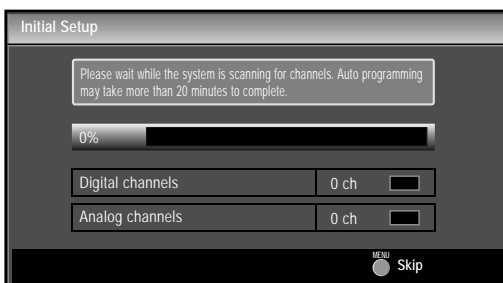 Initial Setup
Please wait while the system is scanning for channels. Auto programming
may take more than 20 minutes to complete.
0%
Digital channels 0 ch
Analog channels 0 ch
MENU Skip